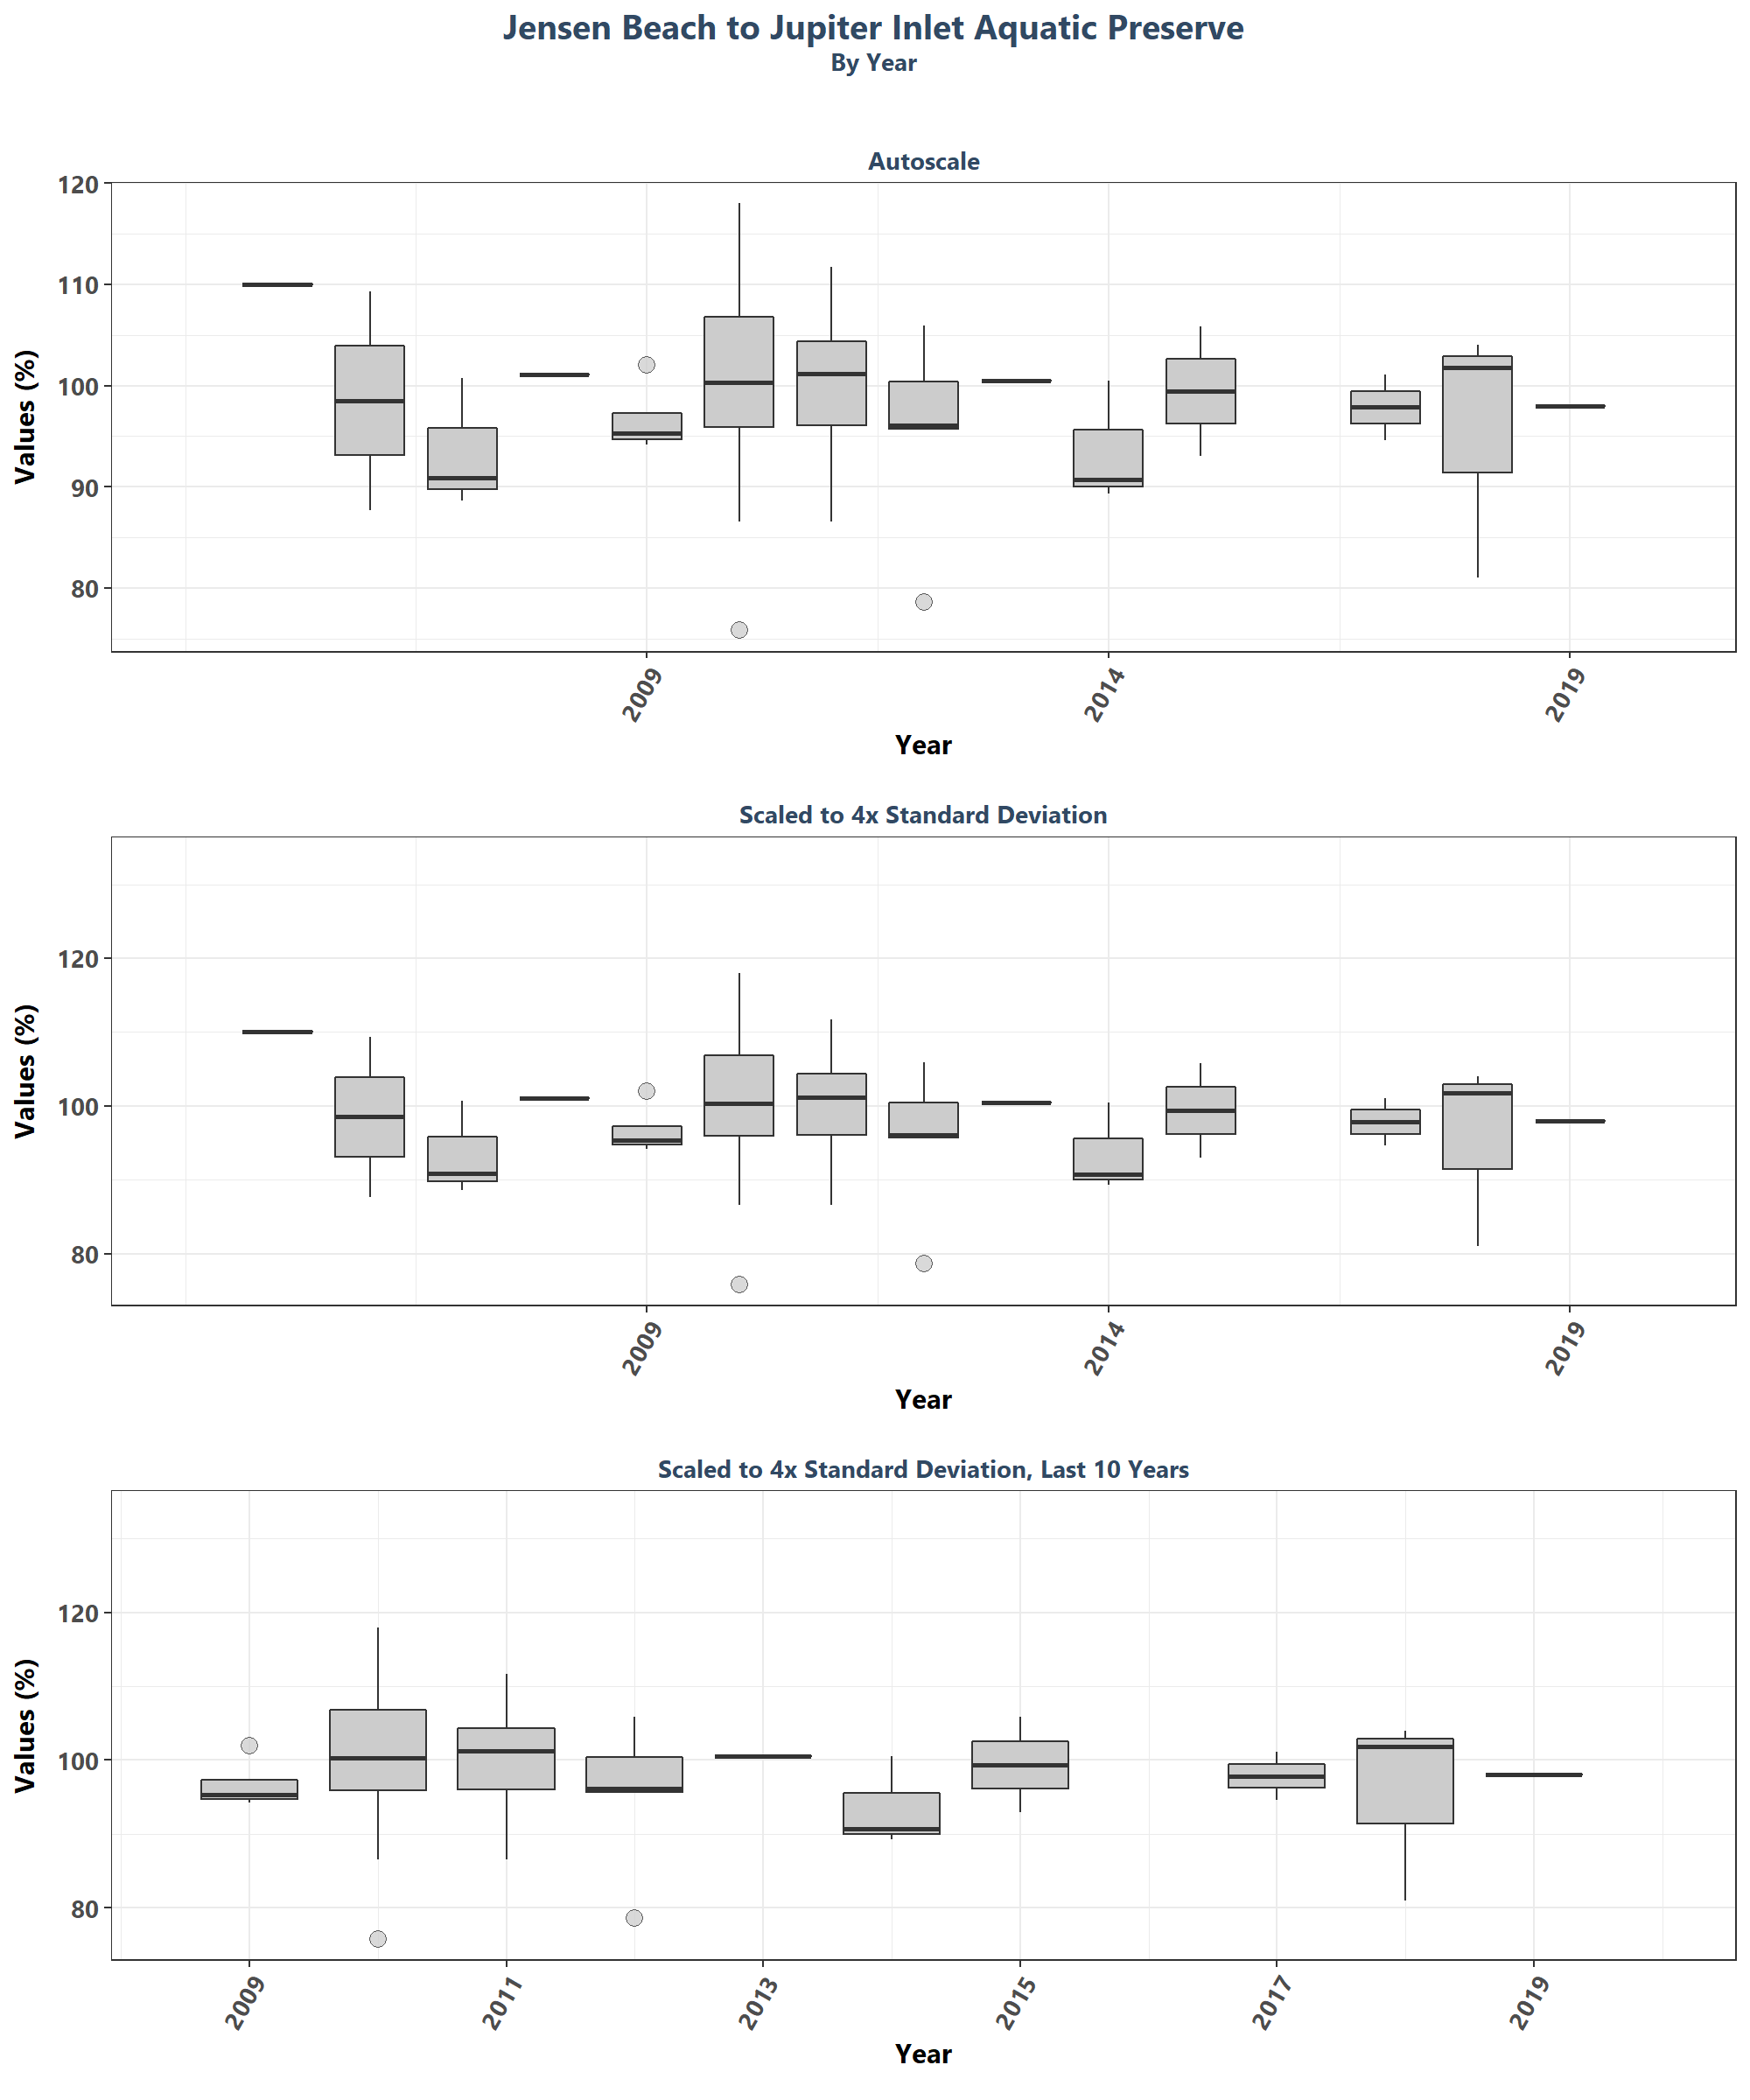 Jensen Beach to Jupiter Inlet Aquatic Preserve
By Year
Autoscale
120
110
100
90
80
Values (%)
2009 2014 2019
Year
Scaled to 4x Standard Deviation
120
100
80
Values (%)
2009 2014 2019
Year
Scaled to 4x Standard Deviation, Last 10 Years
120
100
80
Values (%)
2009 2011 2013 2015 2017 2019
Year